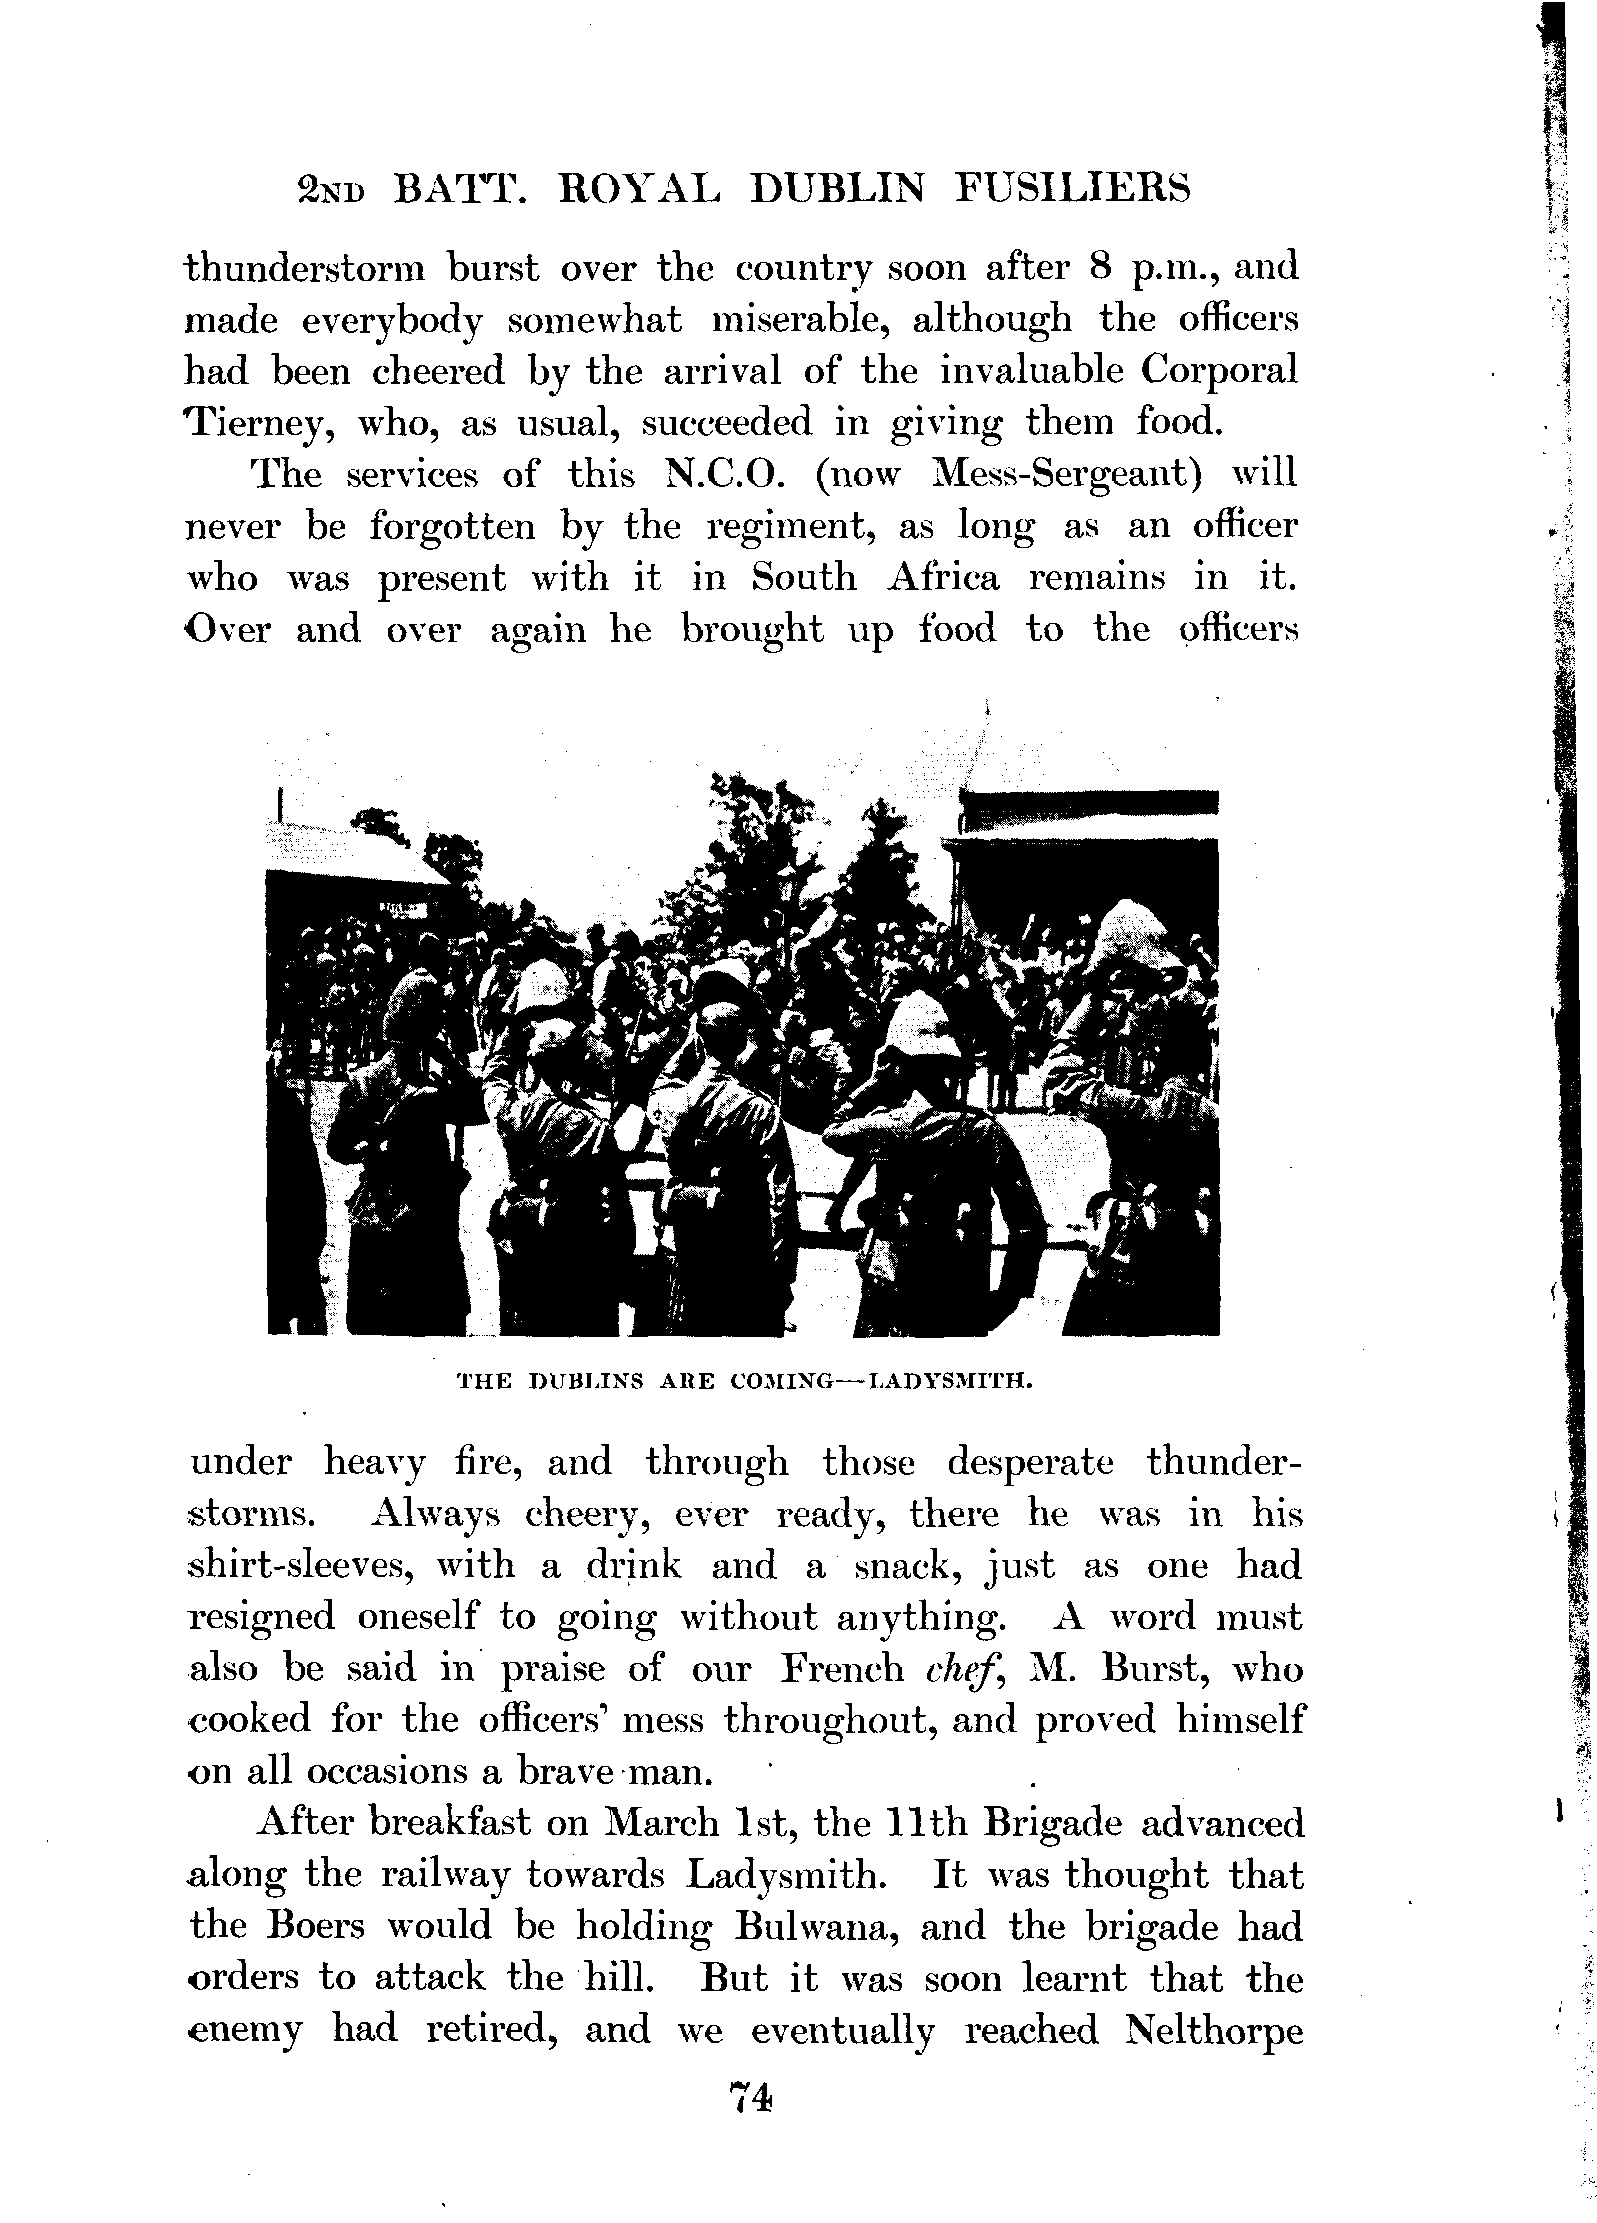 2ND BATT. ROYAL DUBLIN FUSILIERS
thunderstorm burst over the country soon after 8 p.m., and
made everybody somewhat miserable, although the officers
had been cheered by the arrival of the invaluable Corporal
Tierney, who, as usual, succeeded in giving them food.
The services of this N.C.O. (now Mess-Sergeant) will
never be forgotten by the regiment, as long as an officer
who was present with it in South Africa remains in it.
Over and over again he brought up food to the officers
THE DUBLINS ARE COMING—LADYSMITH.
under heavy fire, and through those desperate thunder-
storms. Always cheery, ever ready, there he was in his
shirt-sleeves, with a drink and a snack, just as one had
resigned oneself to going without anything. A word must
also be said in praise of our French chef, M. Burst, who
cooked for the officers' mess throughout, and proved himself
on all occasions a brave man.
After breakfast on March 1st, the 11th Brigade advanced
along the railway towards Ladysmith. It was thought that
the Boers would be holding Bulwana, and the brigade had
orders to attack the hill. But it was soon learnt that the
enemy had retired, and we eventually reached Nelthorpe
74